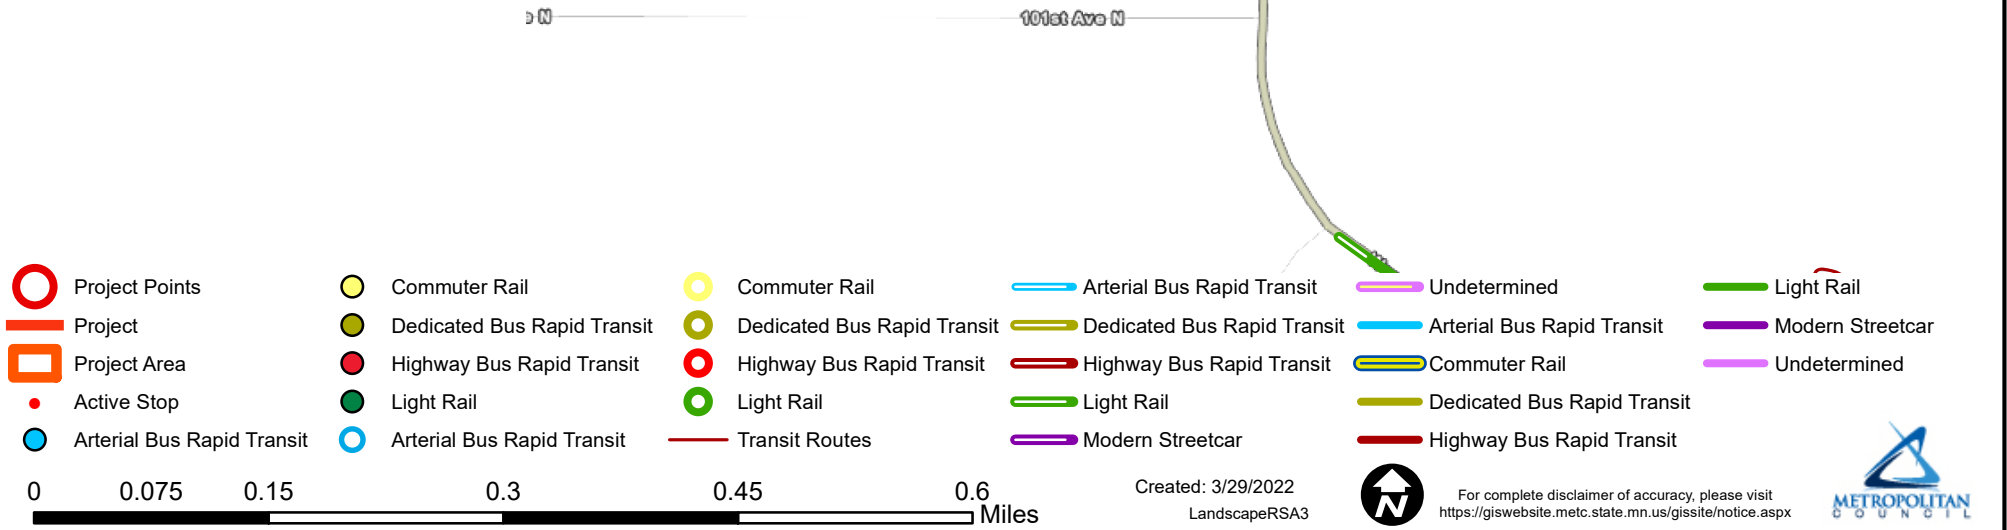 e N
101st Ave N
Project Points
Project
Project Area
Active Stop
Arterial Bus Rapid Transit
Commuter Rail
Dedicated Bus Rapid Transit
Highway Bus Rapid Transit
Light Rail
Arterial Bus Rapid Transit
Commuter Rail
Dedicated Bus Rapid Transit
Highway Bus Rapid Transit
Light Rail
Transit Routes
Arterial Bus Rapid Transit
Dedicated Bus Rapid Transit
Highway Bus Rapid Transit
Light Rail
Modern Streetcar
Undetermined
Arterial Bus Rapid Transit
Commuter Rail
Dedicated Bus Rapid Transit
Highway Bus Rapid Transit
Light Rail
Modern Streetcar
Undetermined
0 0.075 0.15 0.3 0.45 0.6
Miles
Created: 3/29/2022
LandscapeRSA3
N
For complete disclaimer of accuracy, please visit
https://giswebsite.metc.state.mn.us/gissite/notice.aspx
METROPOLITAN
COUNCIL